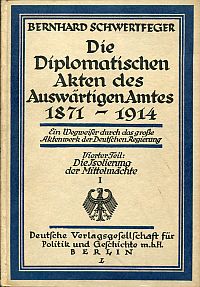 BERNHARD SCHWERTFEGER
Die
Diplomatischen
Akten des
Auswärtigen Amtes
1871 - 1914
Ein Wegweiser durch das große
Aktenwerk der Deutschen Regierung
Vierter Teil:
Die Isolierung
der Mittelmächte
I
Deutsche Verlagsgesellschaft für
Politik und Geschichte m.b.H.
BERLIN